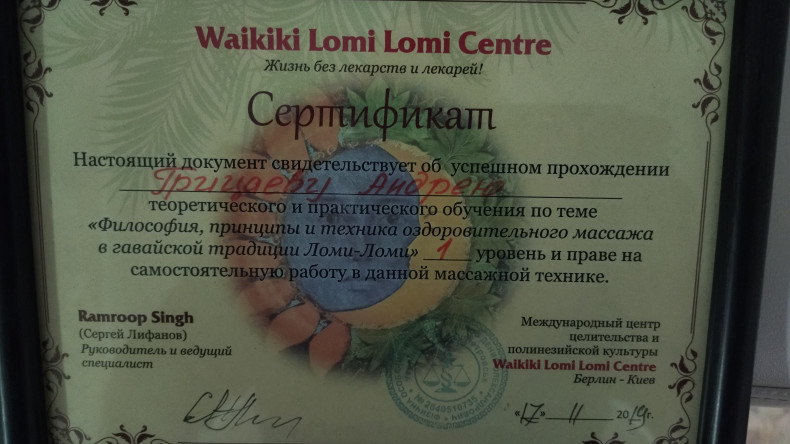 Waikiki Lomi Lomi Centre
Жизнь без лекарств и лекарей!
Сертификат
Настоящий документ свидетельствует об успешном прохождении
Грицаеву Андрею
теоретического и практического обучения по теме
«Философия, принципы и техника оздоровительного массажа
в гавайской традиции Ломи-Ломи» 1 уровень и праве на
самостоятельную работу в данной массажной технике.
Ramroop Singh
(Сергей Лифанов)
Руководитель и ведущий
специалист
Международный центр
целительства и
полинезийской культуры
Waikiki Lomi Lomi Centre
Берлин - Киев
«17» 11 2019г.